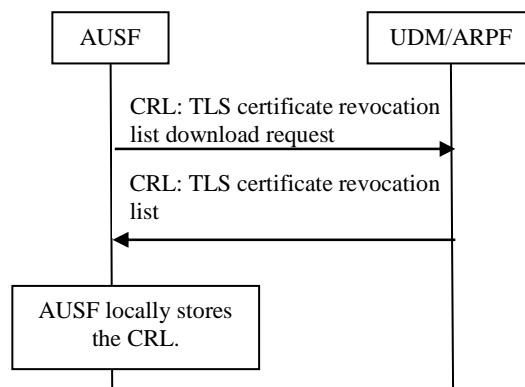 AUSF
UDM/ARPF
CRL: TLS certificate revocation
list download request
CRL: TLS certificate revocation
list
AUSF locally stores
the CRL.